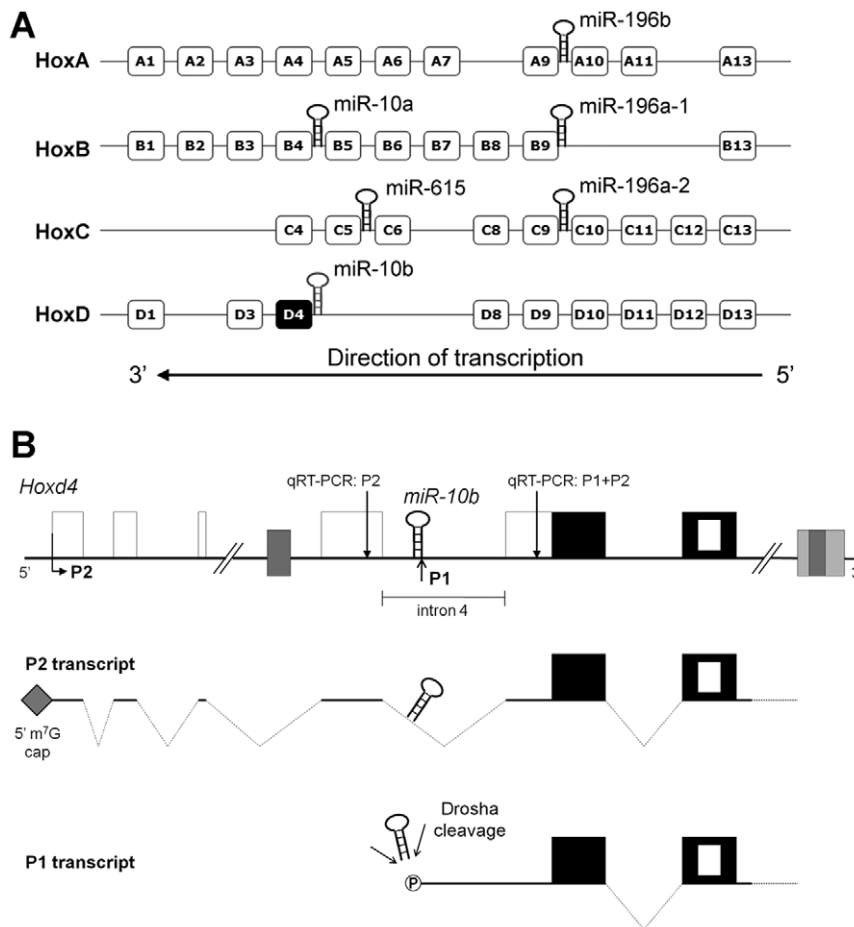 A
miR-196b
HoxA A1 A2 A3 A4 A5 A6 A7 A9 A10 A11 A13
miR-10a miR-196a-1
HoxB B1 B2 B3 B4 B5 B6 B7 B8 B9 B13
miR-615 miR-196a-2
HoxC C4 C5 C6 C8 C9 C10 C11 C12 C13
miR-10b
HoxD D1 D3 D4 D8 D9 D10 D11 D12 D13
Direction of transcription
3’ 5’
B
Hoxd4 qRT-PCR: P2 miR-10b qRT-PCR: P1+P2
5’ P2 P1 3’
intron 4
P2 transcript
5’ m⁷G
cap
Drosha
cleavage
P1 transcript
P